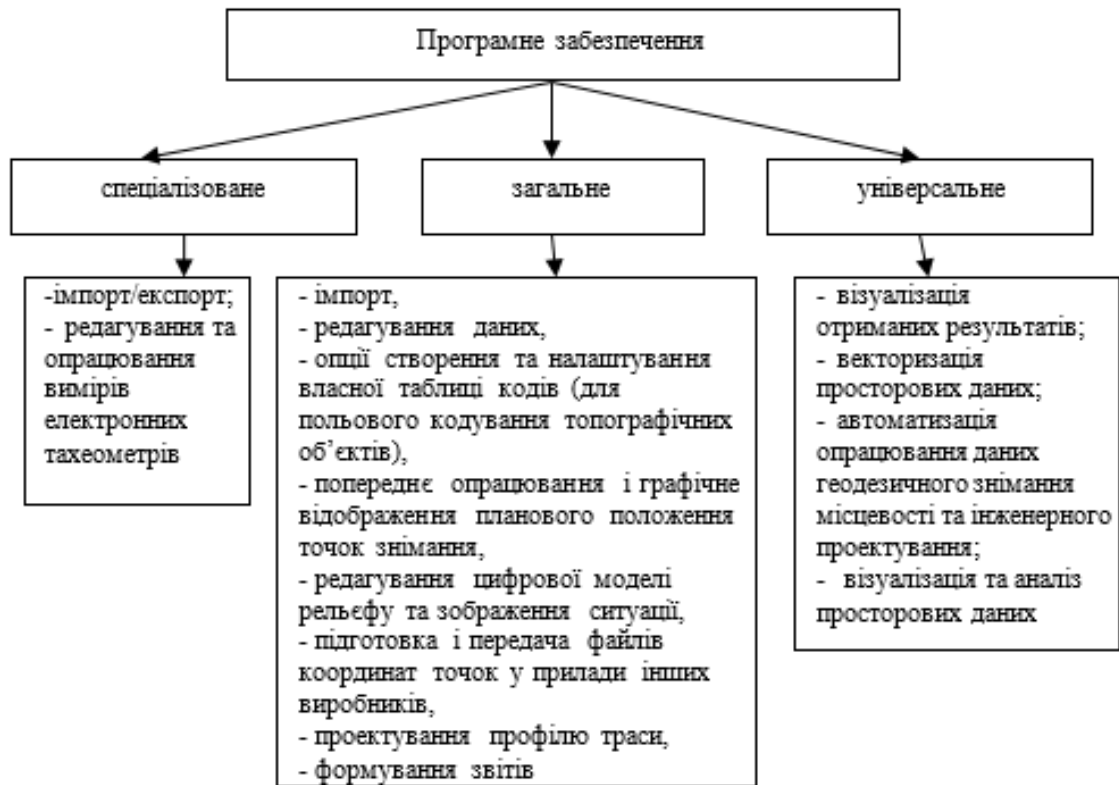 Програмне забезпечення
спеціалізоване
загальне
універсальне
-імпорт/експорт;
- редагування та
опрацювання
вимірів
електронних
тахеометрів
- імпорт,
- редагування даних,
- опції створення та налаштування
власної таблиці кодів (для
польового кодування топографічних
об’єктів),
- попереднє опрацювання і графічне
відображення планового положення
точок знімання,
- редагування цифрової моделі
рельєфу та зображення ситуації,
- підготовка і передача файлів
координат точок у прилади інших
виробників,
- проектування профілю траси,
- формування звітів
- візуалізація
отриманих результатів;
- векторизація
просторових даних;
- автоматизація
опрацювання даних
геодезичного знімання
місцевості та інженерного
проектування;
- візуалізація та аналіз
просторових даних